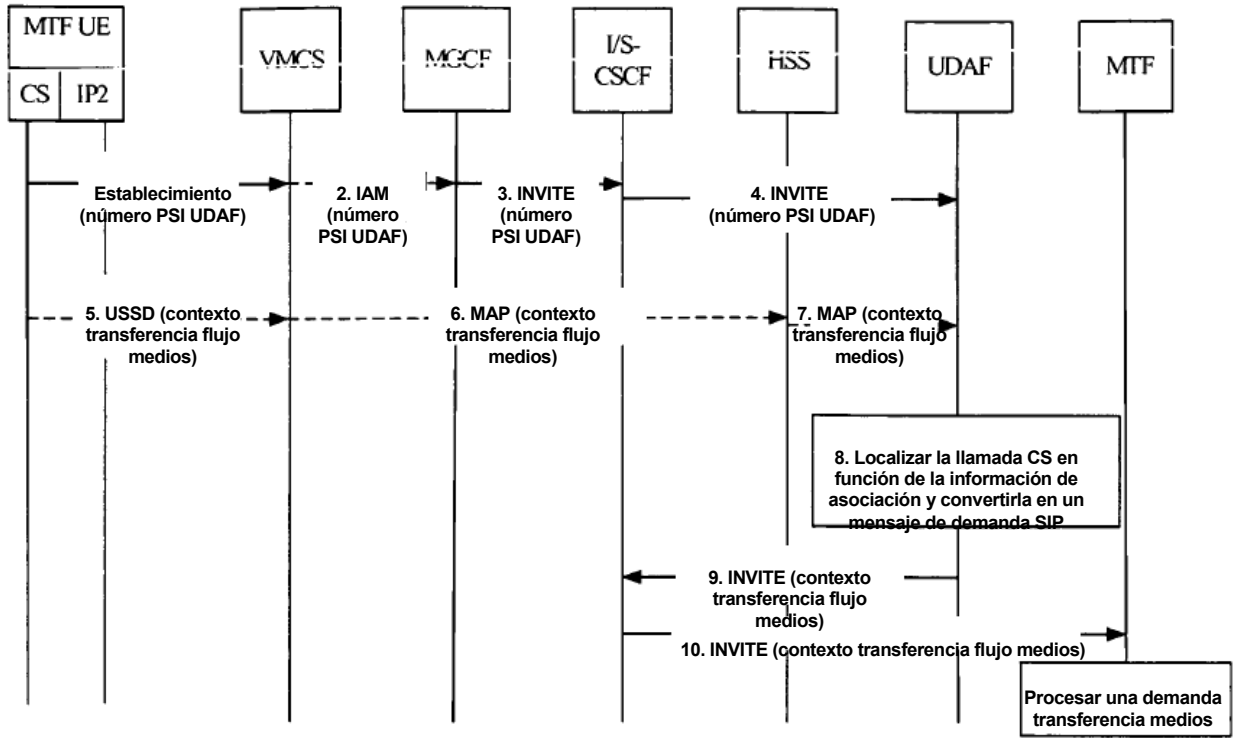 MTF UE
CS
IP2
VMCS
MGCF
I/S-
CSCF
HSS
UDAF
MTF
Establecimiento
(número PSI UDAF)
2. IAM
(número
PSI UDAF)
3. INVITE
(número
PSI UDAF)
4. INVITE
(número PSI UDAF)
5. USSD (contexto
transferencia flujo
medios)
6. MAP (contexto
transferencia flujo
medios)
7. MAP (contexto
transferencia flujo
medios)
8. Localizar la llamada CS en
función de la información de
asociación y convertirla en un
mensaje de demanda SIP
9. INVITE (contexto
transferencia flujo
medios)
10. INVITE (contexto transferencia flujo medios)
Procesar una demanda
transferencia medios